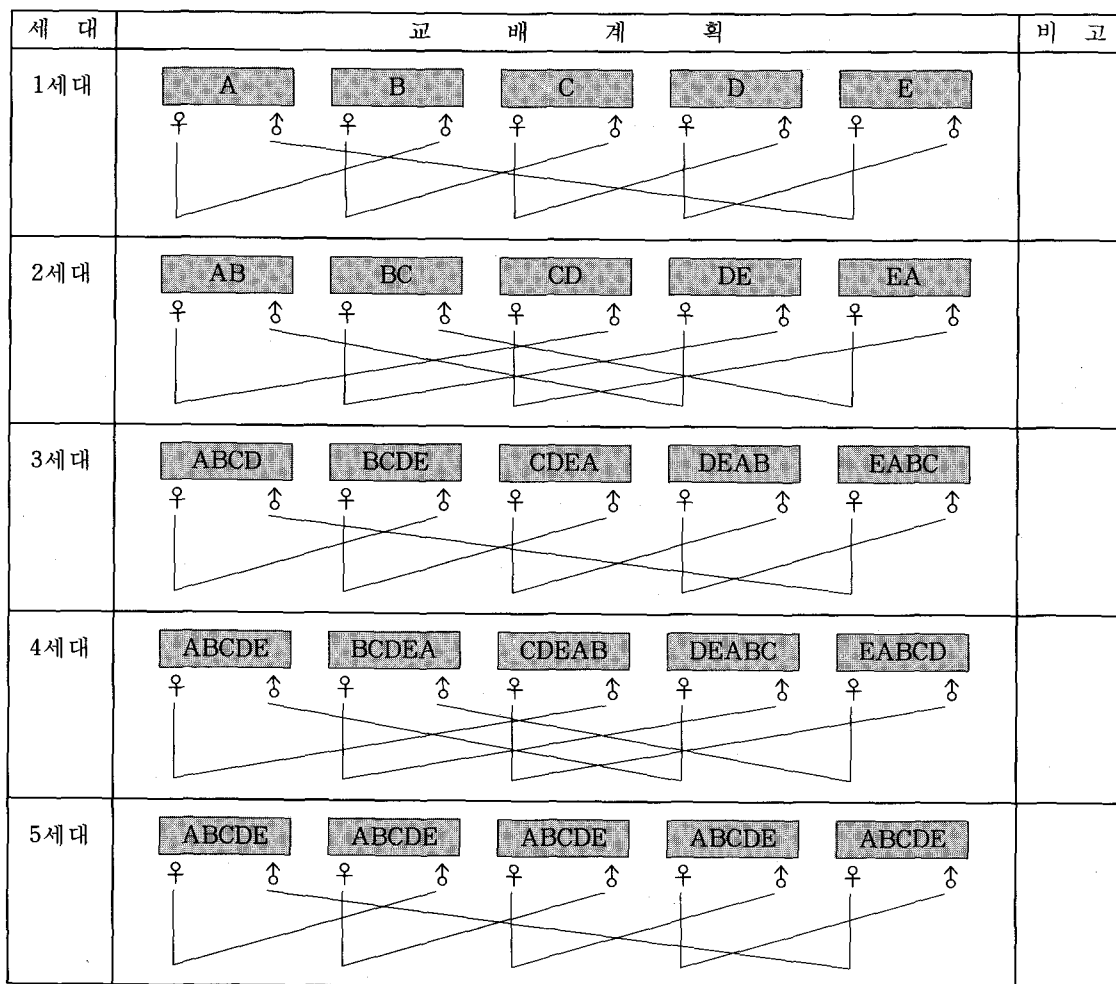 세 대 교 배 계 획 비 고
1세대 A B C D E
♀ ♂ ♀ ♂ ♀ ♂ ♀ ♂ ♀ ♂
2세대 AB BC CD DE EA
♀ ♂ ♀ ♂ ♀ ♂ ♀ ♂ ♀ ♂
3세대 ABCD BCDE CDEA DEAB EABC
♀ ♂ ♀ ♂ ♀ ♂ ♀ ♂ ♀ ♂
4세대 ABCDE BCDEA CDEAB DEABC EABCD
♀ ♂ ♀ ♂ ♀ ♂ ♀ ♂ ♀ ♂
5세대 ABCDE ABCDE ABCDE ABCDE ABCDE
♀ ♂ ♀ ♂ ♀ ♂ ♀ ♂ ♀ ♂